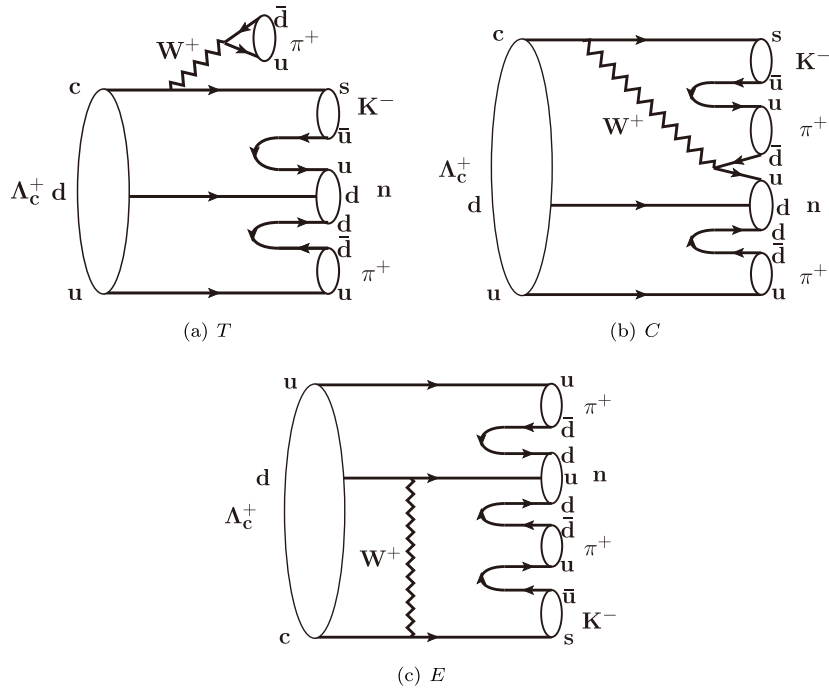 d̄
W⁺ π⁺
u
c s
K⁻
ū
u
Λc⁺ d d n
d
d̄
π⁺
u u
(a) T
c s
K⁻
ū
u
W⁺ π⁺
d̄
Λc⁺ u
d d n
d
d̄
π⁺
u u
(b) C
u u
π⁺
d̄
d
d u n
d
Λc⁺ d̄
W⁺ π⁺
u
ū
K⁻
c s
(c) E